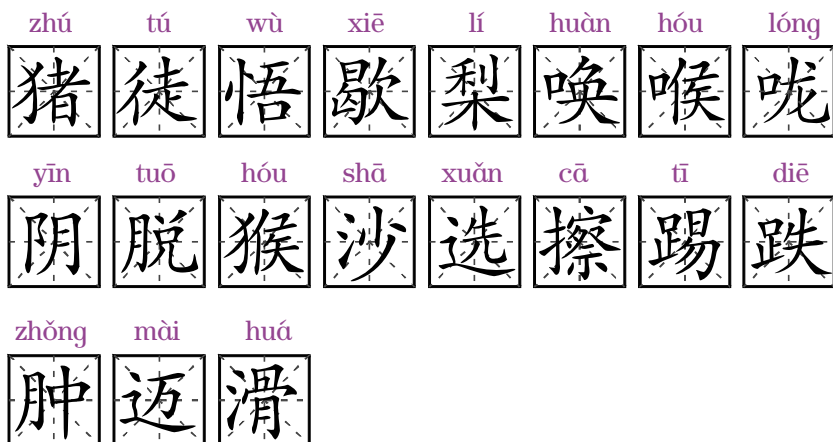 zhú tú wù xiē lí huàn hóu lóng
猪 徒 悟 歇 梨 唤 喉 咙
yīn tuō hóu shā xuǎn cā tī diē
阴 脱 猴 沙 选 擦 踢 跌
zhǒng mài huá
肿 迈 滑